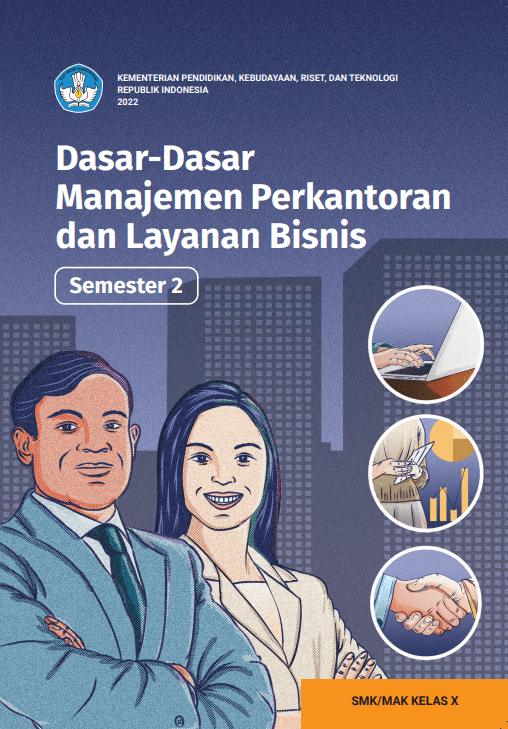 KEMENTERIAN PENDIDIKAN, KEBUDAYAAN, RISET, DAN TEKNOLOGI
REPUBLIK INDONESIA
2022
Dasar-Dasar
Manajemen Perkantoran
dan Layanan Bisnis
Semester 2
SMK/MAK KELAS X